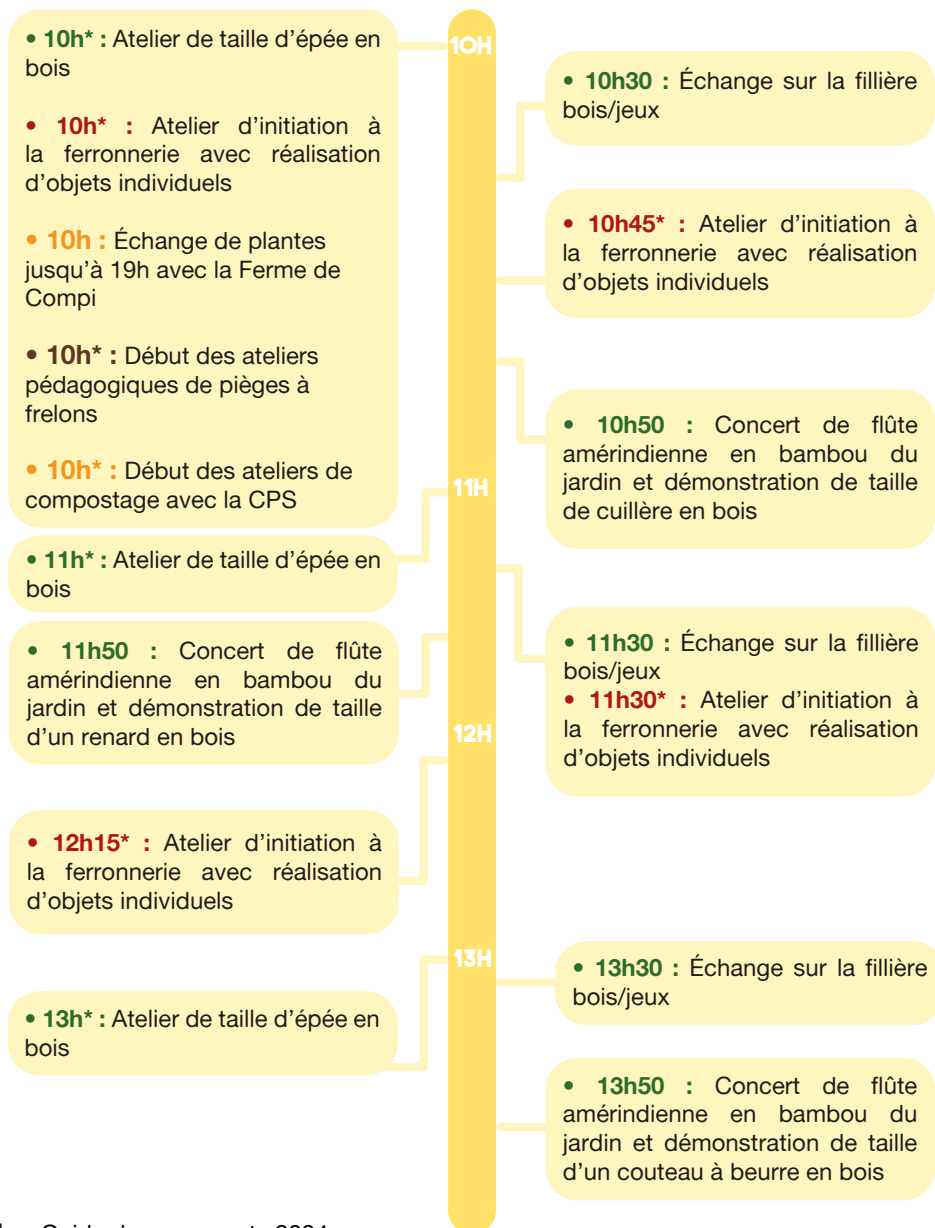 • 10h* : Atelier de taille d'épée en
bois
• 10h* : Atelier d'initiation à
la ferronnerie avec réalisation
d'objets individuels
• 10h : Échange de plantes
jusqu'à 19h avec la Ferme de
Compi
• 10h* : Début des ateliers
pédagogiques de pièges à
frelons
• 10h* : Début des ateliers de
compostage avec la CPS
10H
• 10h30 : Échange sur la fillière
bois/jeux
• 10h45* : Atelier d'initiation à
la ferronnerie avec réalisation
d'objets individuels
• 10h50 : Concert de flûte
amérindienne en bambou du
jardin et démonstration de taille
de cuillère en bois
11H
• 11h* : Atelier de taille d'épée en
bois
• 11h30 : Échange sur la fillière
bois/jeux
• 11h30* : Atelier d'initiation à
la ferronnerie avec réalisation
d'objets individuels
• 11h50 : Concert de flûte
amérindienne en bambou du
jardin et démonstration de taille
d'un renard en bois
12H
• 12h15* : Atelier d'initiation à
la ferronnerie avec réalisation
d'objets individuels
13H
• 13h* : Atelier de taille d'épée en
bois
• 13h30 : Échange sur la fillière
bois/jeux
• 13h50 : Concert de flûte
amérindienne en bambou du
jardin et démonstration de taille
d'un couteau à beurre en bois